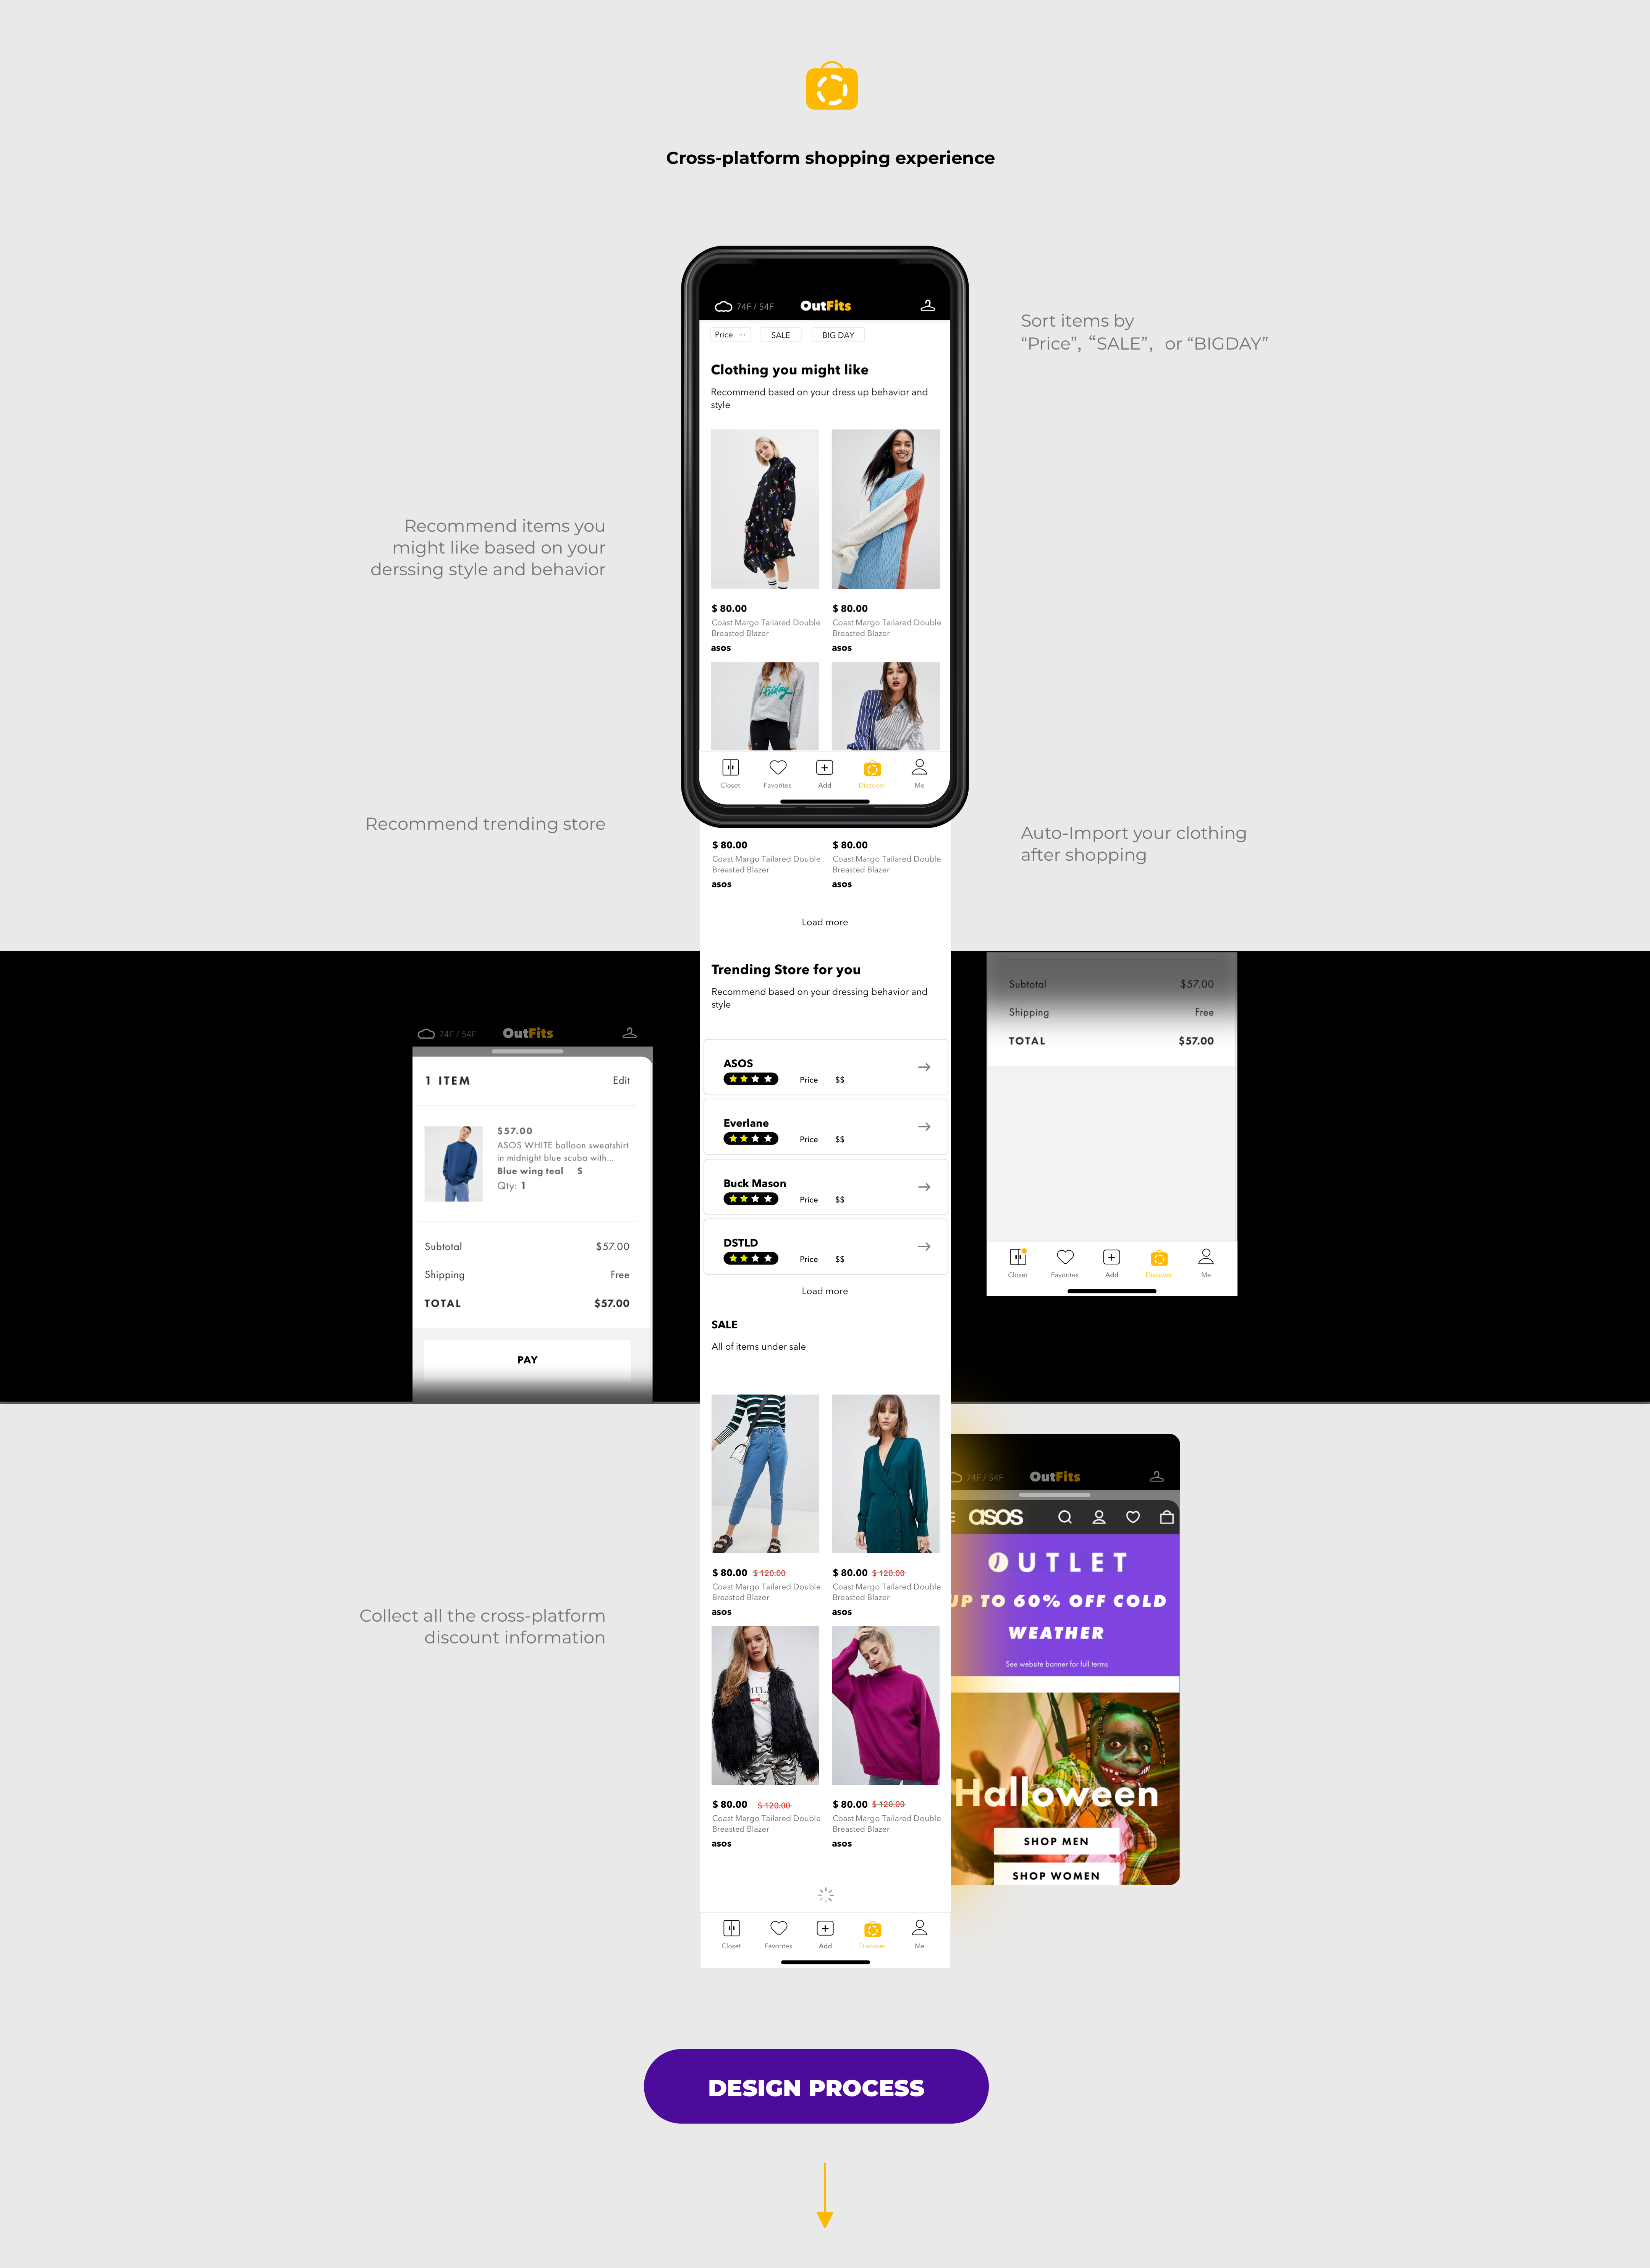 Cross-platform shopping experience
74F / 54F
OutFits
Price ···
SALE
BIG DAY
Clothing you might like
Recommend based on your dress up behavior and
style
$ 80.00
Coast Margo Tailared Double
Breasted Blazer
asos
$ 80.00
Coast Margo Tailared Double
Breasted Blazer
asos
friday
Closet
Favorites
Add
Discover
Me
Sort items by
“Price”, “SALE”, or “BIGDAY”
Recommend items you
might like based on your
derssing style and behavior
Recommend trending store
Auto-Import your clothing
after shopping
$ 80.00
Coast Margo Tailared Double
Breasted Blazer
asos
$ 80.00
Coast Margo Tailared Double
Breasted Blazer
asos
Load more
Trending Store for you
Recommend based on your dressing behavior and
style
ASOS
Price $$
Everlane
Price $$
Buck Mason
Price $$
DSTLD
Price $$
Load more
74F / 54F
OutFits
1 ITEM
Edit
$57.00
ASOS WHITE balloon sweatshirt
in midnight blue scuba with...
Blue wing teal S
Qty: 1
Subtotal $57.00
Shipping Free
TOTAL $57.00
PAY
Subtotal $57.00
Shipping Free
TOTAL $57.00
Closet
Favorites
Add
Discover
Me
SALE
All of items under sale
$ 80.00 $ 120.00
Coast Margo Tailared Double
Breasted Blazer
asos
$ 80.00 $ 120.00
Coast Margo Tailared Double
Breasted Blazer
asos
$ 80.00 $ 120.00
Coast Margo Tailared Double
Breasted Blazer
asos
$ 80.00 $ 120.00
Coast Margo Tailared Double
Breasted Blazer
asos
Closet
Favorites
Add
Discover
Me
Collect all the cross-platform
discount information
74F / 54F
OutFits
asos
OUTLET
UP TO 60% OFF COLD
WEATHER
See website banner for full terms
Halloween
SHOP MEN
SHOP WOMEN
DESIGN PROCESS